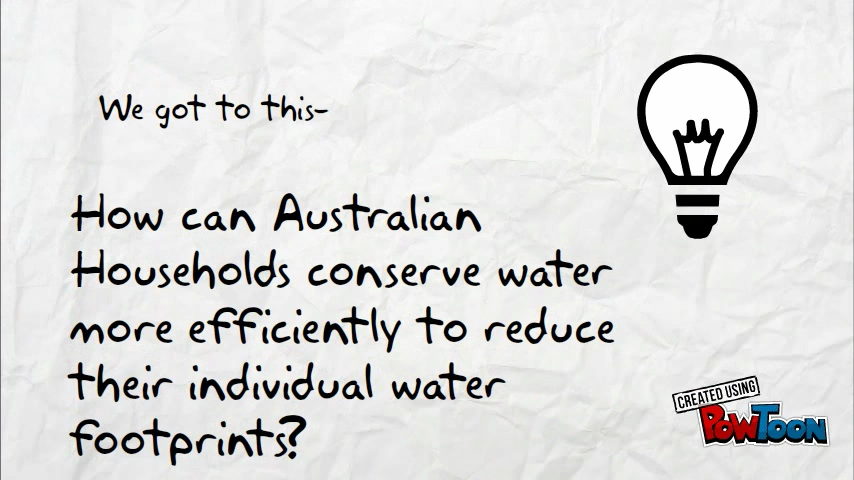 We got to this-
How can Australian
Households conserve water
more efficiently to reduce
their individual water
footprints?
CREATED USING
POWTOON